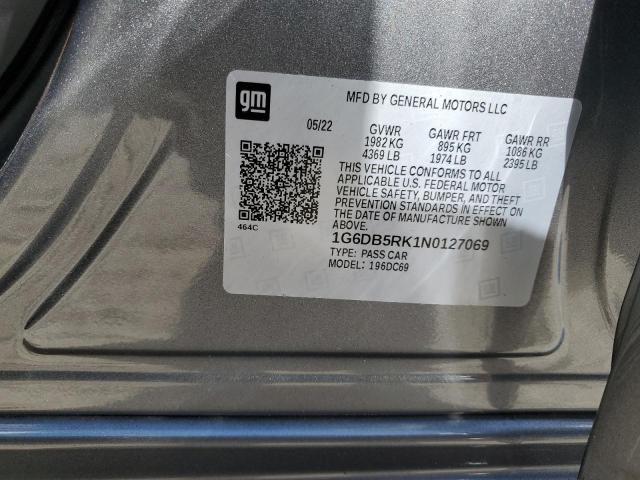 gm
MFD BY GENERAL MOTORS LLC
05/22 GVWR GAWR FRT GAWR RR
1982 KG 895 KG 1086 KG
4369 LB 1974 LB 2395 LB
THIS VEHICLE CONFORMS TO ALL
APPLICABLE U.S. FEDERAL MOTOR
VEHICLE SAFETY, BUMPER, AND THEFT
PREVENTION STANDARDS IN EFFECT ON
THE DATE OF MANUFACTURE SHOWN
ABOVE.
464C
1G6DB5RK1N0127069
TYPE: PASS CAR
MODEL: 196DC69